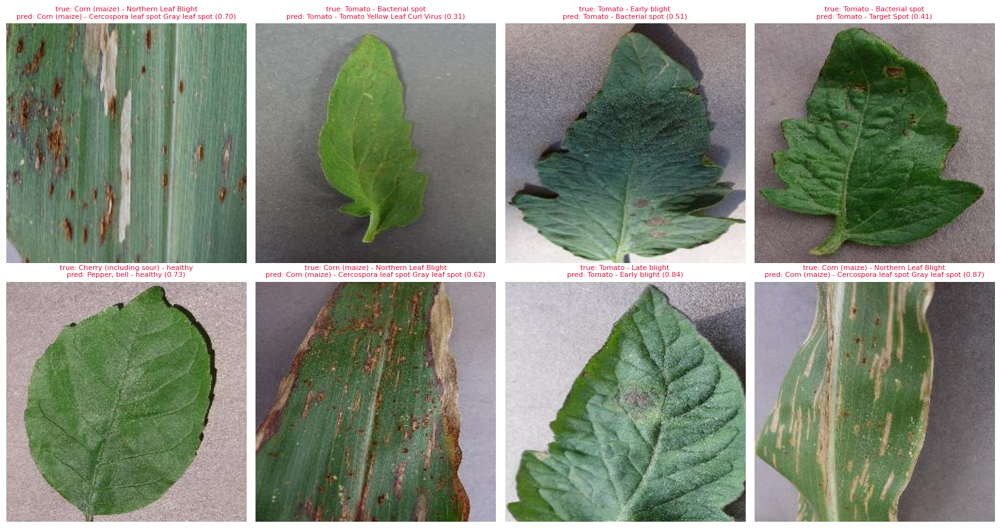 true: Corn (maize) - Northern Leaf Blight
pred: Corn (maize) - Cercospora leaf spot Gray leaf spot (0.70)
true: Tomato - Bacterial spot
pred: Tomato - Tomato Yellow Leaf Curl Virus (0.31)
true: Tomato - Early blight
pred: Tomato - Bacterial spot (0.51)
true: Tomato - Bacterial spot
pred: Tomato - Target Spot (0.41)
true: Cherry (including sour) - healthy
pred: Pepper, bell - healthy (0.73)
true: Corn (maize) - Northern Leaf Blight
pred: Corn (maize) - Cercospora leaf spot Gray leaf spot (0.62)
true: Tomato - Late blight
pred: Tomato - Early blight (0.84)
true: Corn (maize) - Northern Leaf Blight
pred: Corn (maize) - Cercospora leaf spot Gray leaf spot (0.87)